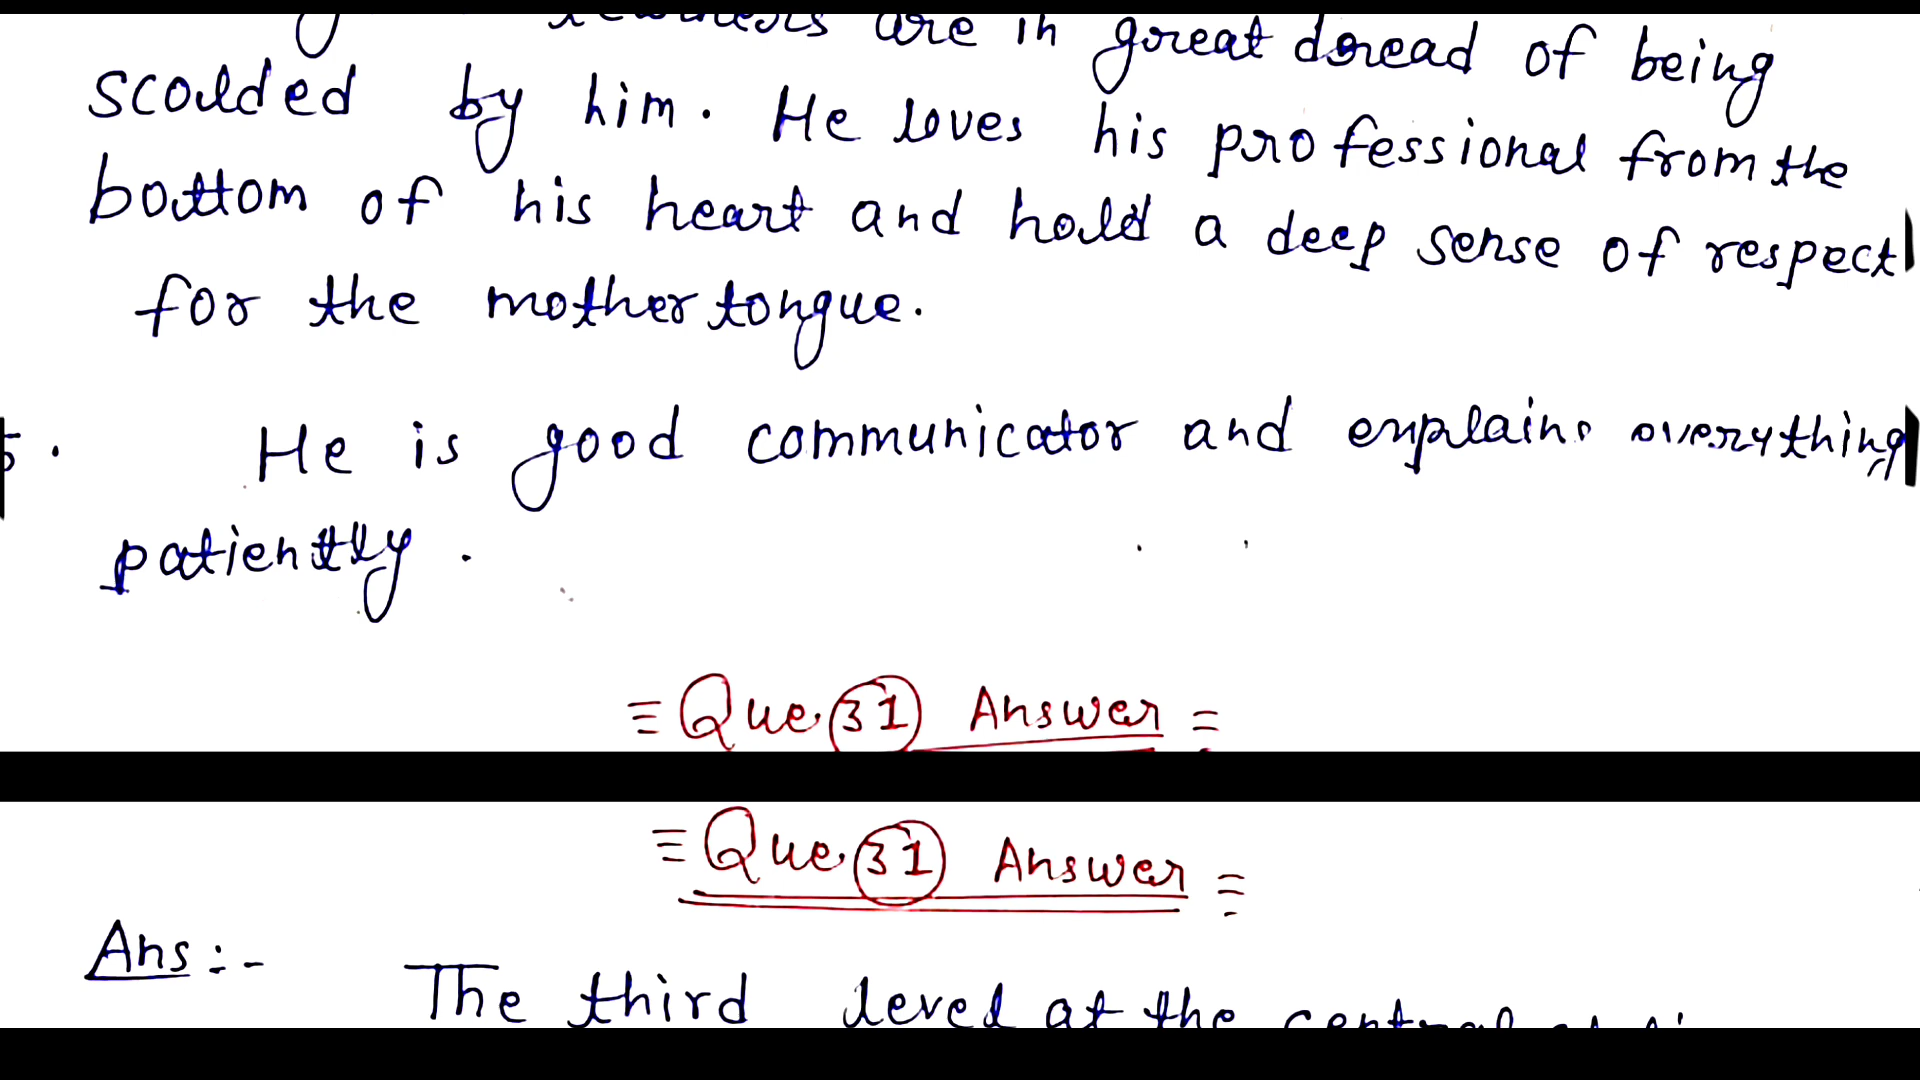 are in great dread of being
scoulded by him. He loves his professional from the
bottom of his heart and hold a deep sense of respect
for the mother tongue.
5. He is good communicator and explains everything
patiently.
= Que. 31 Answer =
= Que. 31 Answer =
Ans :-
The third level at the